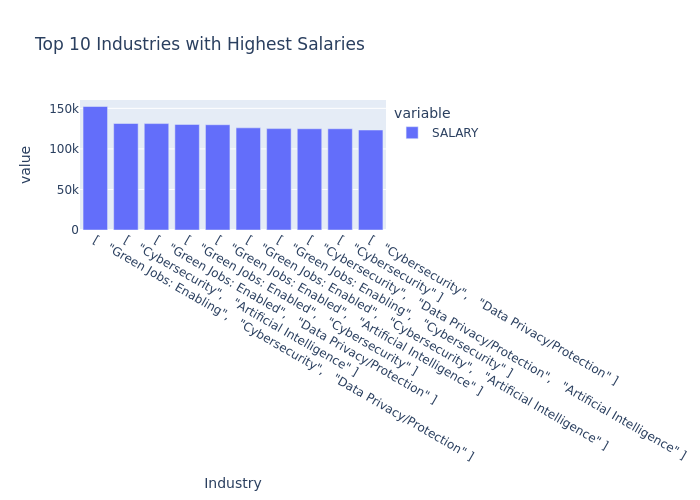 Top 10 Industries with Highest Salaries
variable
SALARY
value
150k
100k
50k
0
[ "Green Jobs: Enabling", "Cybersecurity", "Data Privacy/Protection" ]
[ "Cybersecurity", "Artificial Intelligence" ]
[ "Green Jobs: Enabled", "Data Privacy/Protection" ]
[ "Green Jobs: Enabled", "Cybersecurity" ]
[ "Green Jobs: Enabled", "Artificial Intelligence" ]
[ "Green Jobs: Enabled", "Cybersecurity", "Artificial Intelligence" ]
[ "Green Jobs: Enabling", "Cybersecurity" ]
[ "Cybersecurity", "Data Privacy/Protection", "Artificial Intelligence" ]
[ "Cybersecurity" ]
[ "Cybersecurity", "Data Privacy/Protection" ]
Industry